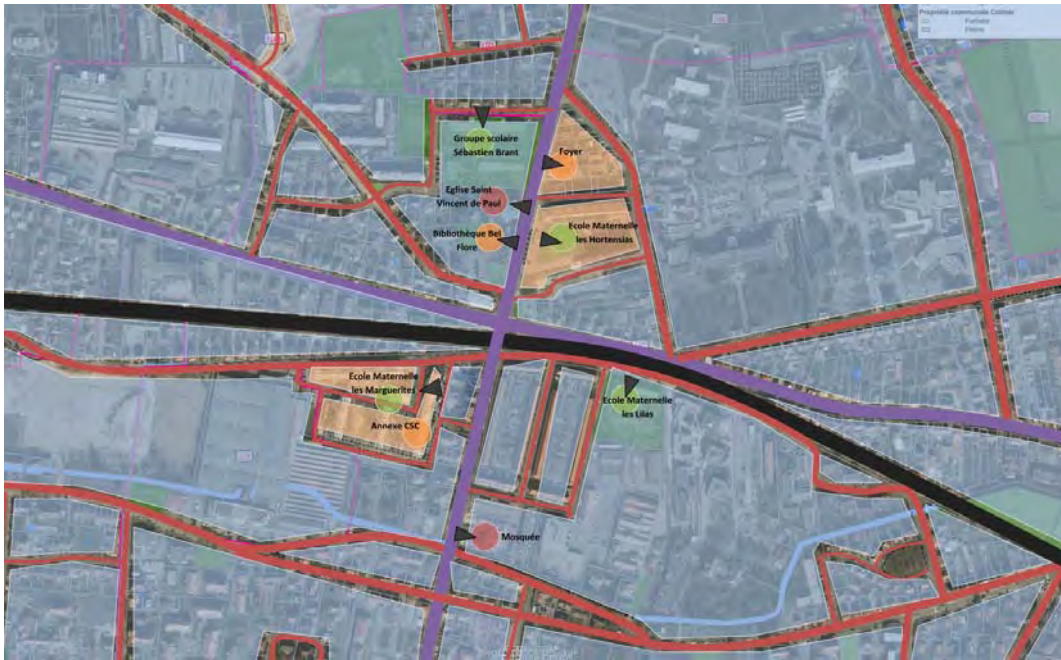 Propriété communale Colmar
Groupe scolaire
Sébastien Brant
Foyer
Eglise Saint
Vincent de Paul
Bibliothèque Bel
Flore
Ecole Maternelle
les Hortensias
Ecole Maternelle
les Marguerites
Annexe CSC
Ecole Maternelle
les Lilas
Mosquée